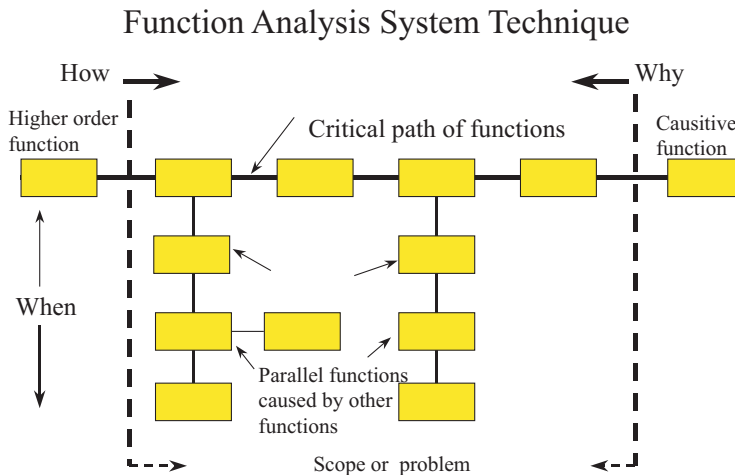 Function Analysis System Technique
How
Why
Higher order
function
Critical path of functions
Causitive
function
When
Parallel functions
caused by other
functions
Scope or problem